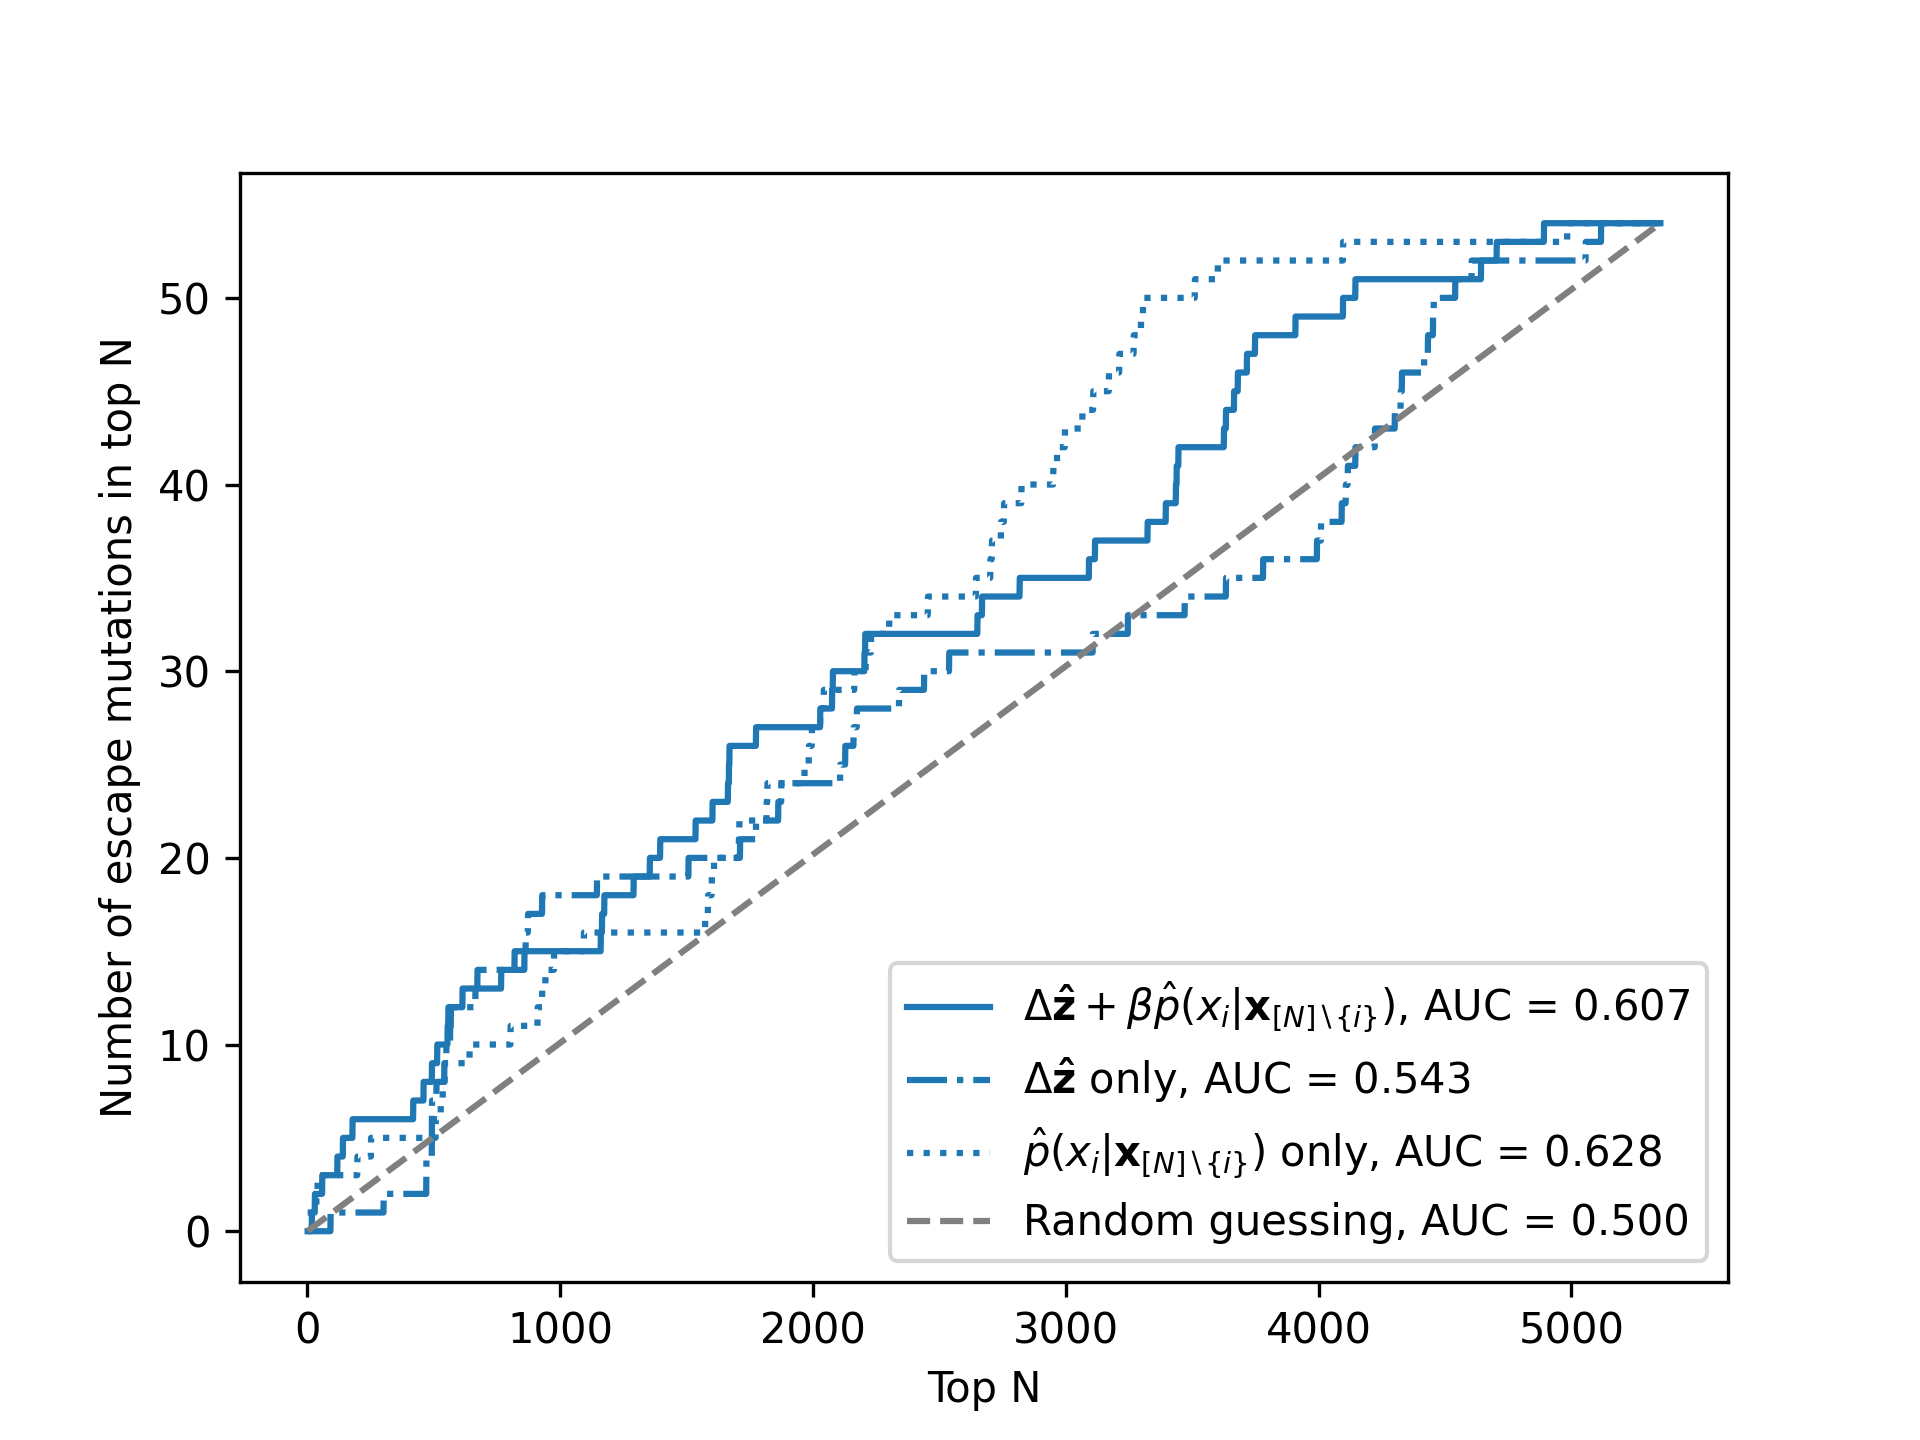 Number of escape mutations in top N
50
40
30
20
10
0
Δẑ + βp̂(xᵢ|x[N]\{i}), AUC = 0.607
Δẑ only, AUC = 0.543
p̂(xᵢ|x[N]\{i}) only, AUC = 0.628
Random guessing, AUC = 0.500
0 1000 2000 3000 4000 5000
Top N